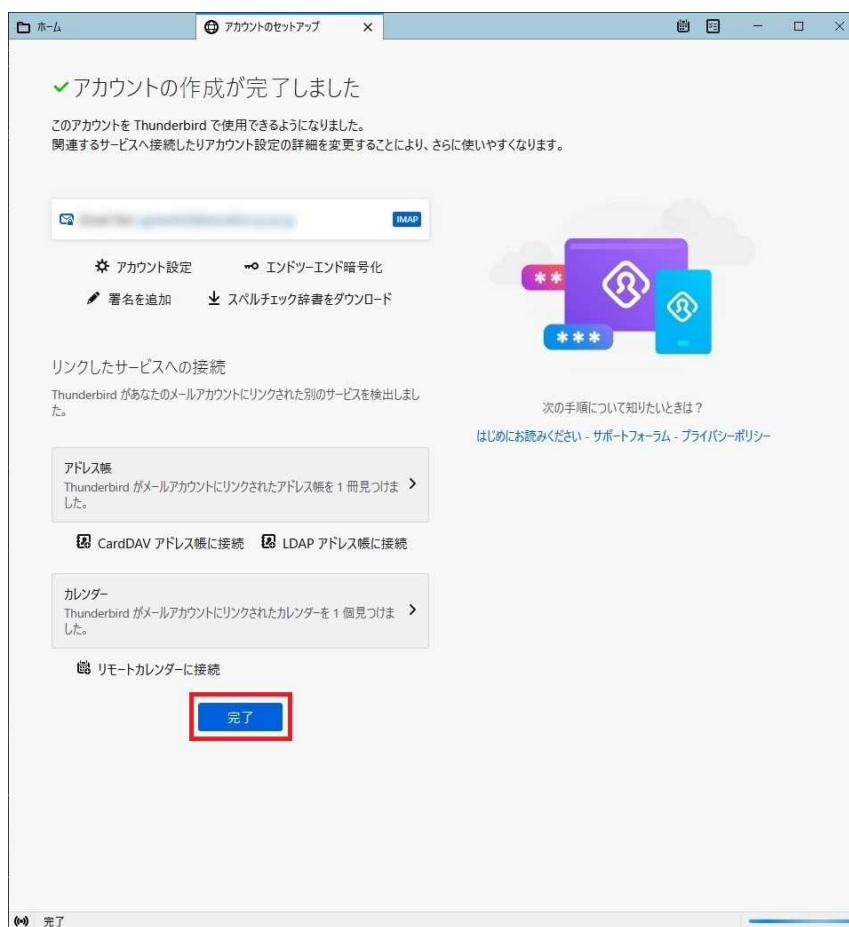 ホーム
アカウントのセットアップ
アカウントの作成が完了しました
このアカウントを Thunderbird で使用できるようになりました。
関連するサービスへ接続したりアカウント設定の詳細を変更することにより、さらに使いやすくなります。
IMAP
アカウント設定
エンドツーエンド暗号化
署名を追加
スペルチェック辞書をダウンロード
リンクしたサービスへの接続
Thunderbird があなたのメールアカウントにリンクされた別のサービスを検出しまし
た。
アドレス帳
Thunderbird がメールアカウントにリンクされたアドレス帳を 1 冊見つけま
した。
CardDAV アドレス帳に接続
LDAP アドレス帳に接続
カレンダー
Thunderbird がメールアカウントにリンクされたカレンダーを 1 個見つけま
した。
リモートカレンダーに接続
完了
***
***
次の手順について知りたいときは？
はじめにお読みください - サポートフォーラム - プライバシーポリシー
完了